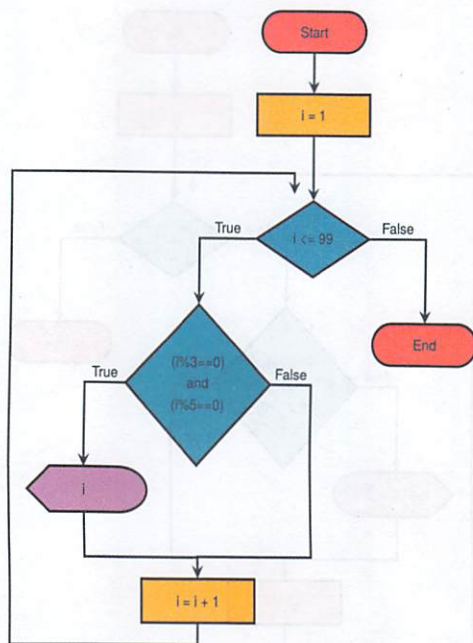 Start
i = 1
i <= 99
True
False
End
(i%3==0)
and
(i%5==0)
True
False
i
i = i + 1